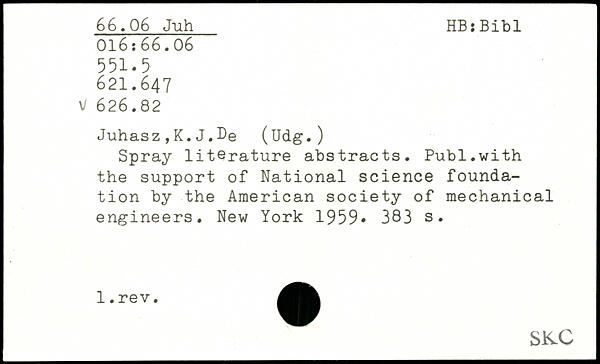 66.06 Juh HB:Bibl
016:66.06
551.5
621.647
√ 626.82
Juhasz,K.J.De (Udg.)
Spray literature abstracts. Publ.with
the support of National science founda-
tion by the American society of mechanical
engineers. New York 1959. 383 s.
1.rev.
SKC